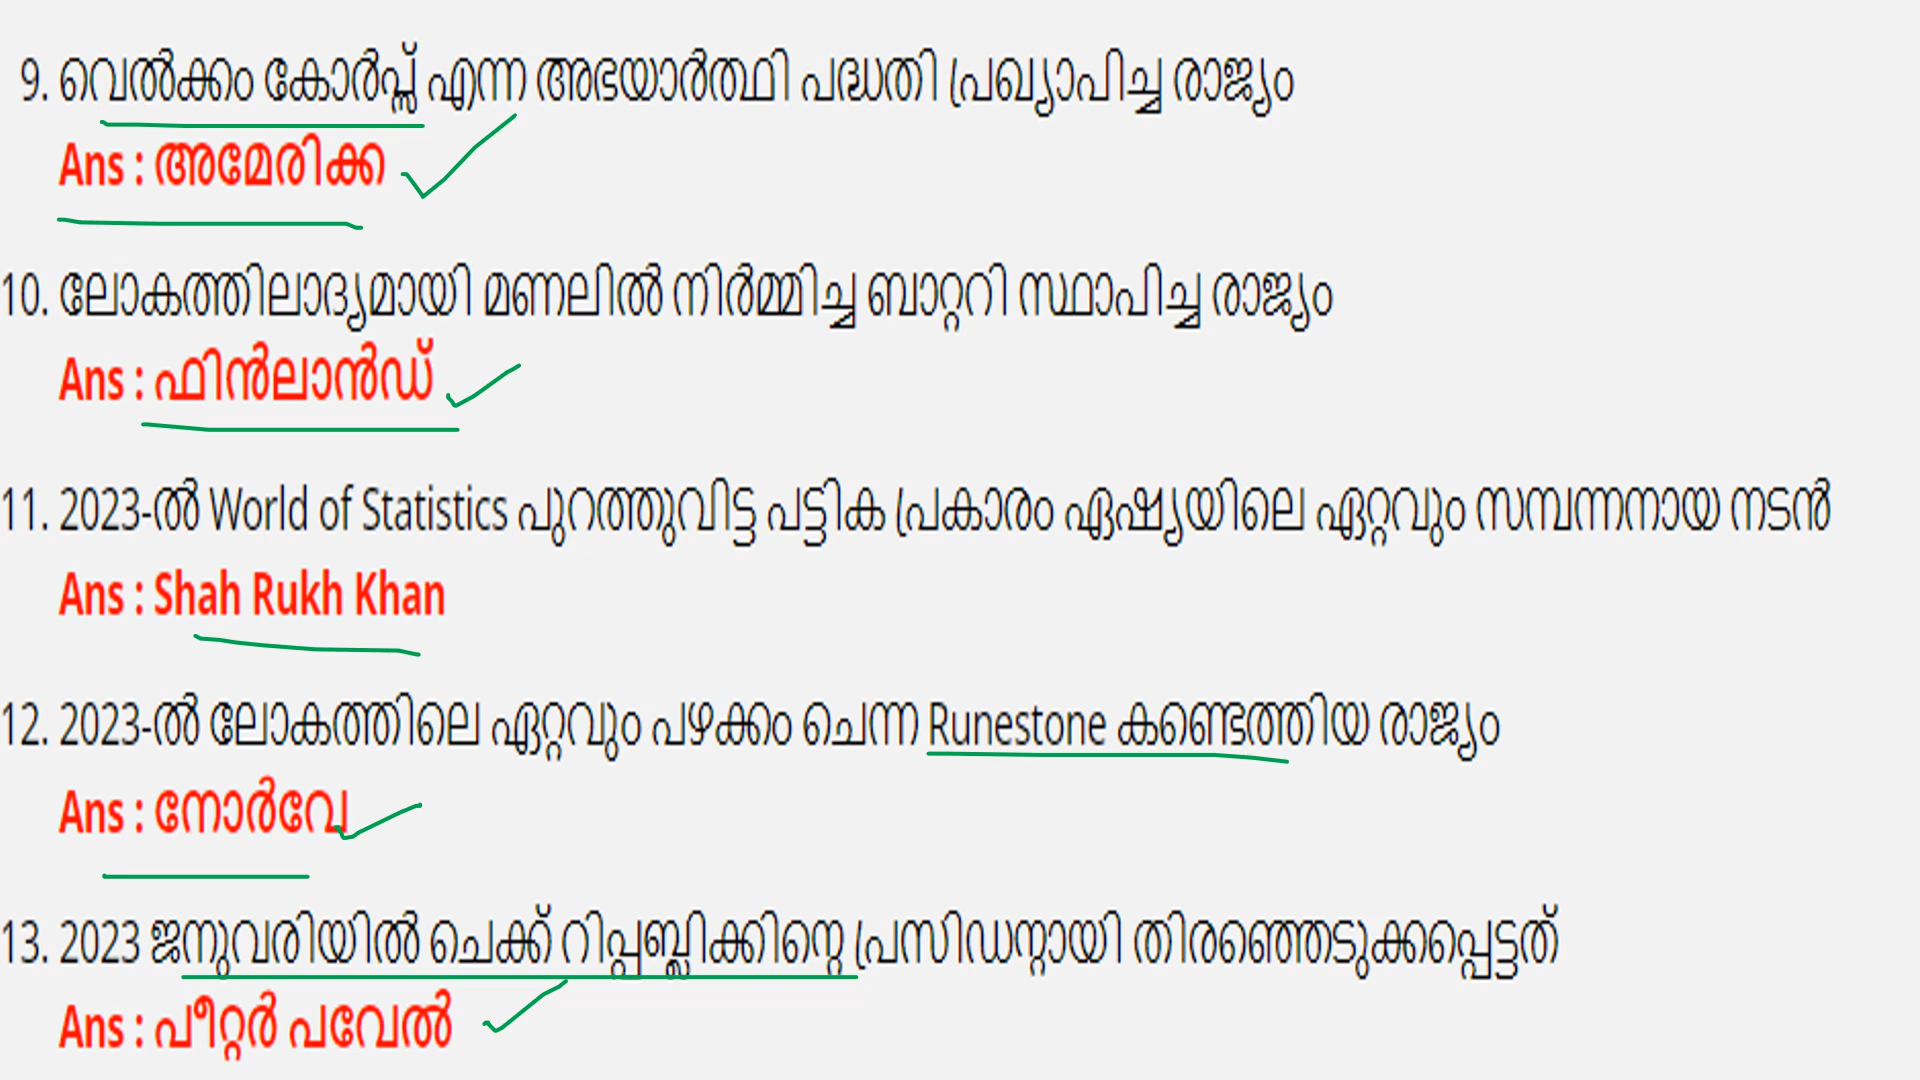 9. വെൽക്കം കോർപ്സ് എന്ന അഭയാർത്ഥി പദ്ധതി പ്രഖ്യാപിച്ച രാജ്യം
Ans : അമേരിക്ക
10. ലോകത്തിലാദ്യമായി മണലിൽ നിർമ്മിച്ച ബാറ്ററി സ്ഥാപിച്ച രാജ്യം
Ans : ഫിൻലാൻഡ്
11. 2023-ൽ World of Statistics പുറത്തുവിട്ട പട്ടിക പ്രകാരം ഏഷ്യയിലെ ഏറ്റവും സമ്പന്നനായ നടൻ
Ans : Shah Rukh Khan
12. 2023-ൽ ലോകത്തിലെ ഏറ്റവും പഴക്കം ചെന്ന Runestone കണ്ടെത്തിയ രാജ്യം
Ans : നോർവേ
13. 2023 ജനുവരിയിൽ ചെക്ക് റിപ്പബ്ലിക്കിന്റെ പ്രസിഡന്റായി തിരഞ്ഞെടുക്കപ്പെട്ടത്
Ans : പീറ്റർ പവേൽ